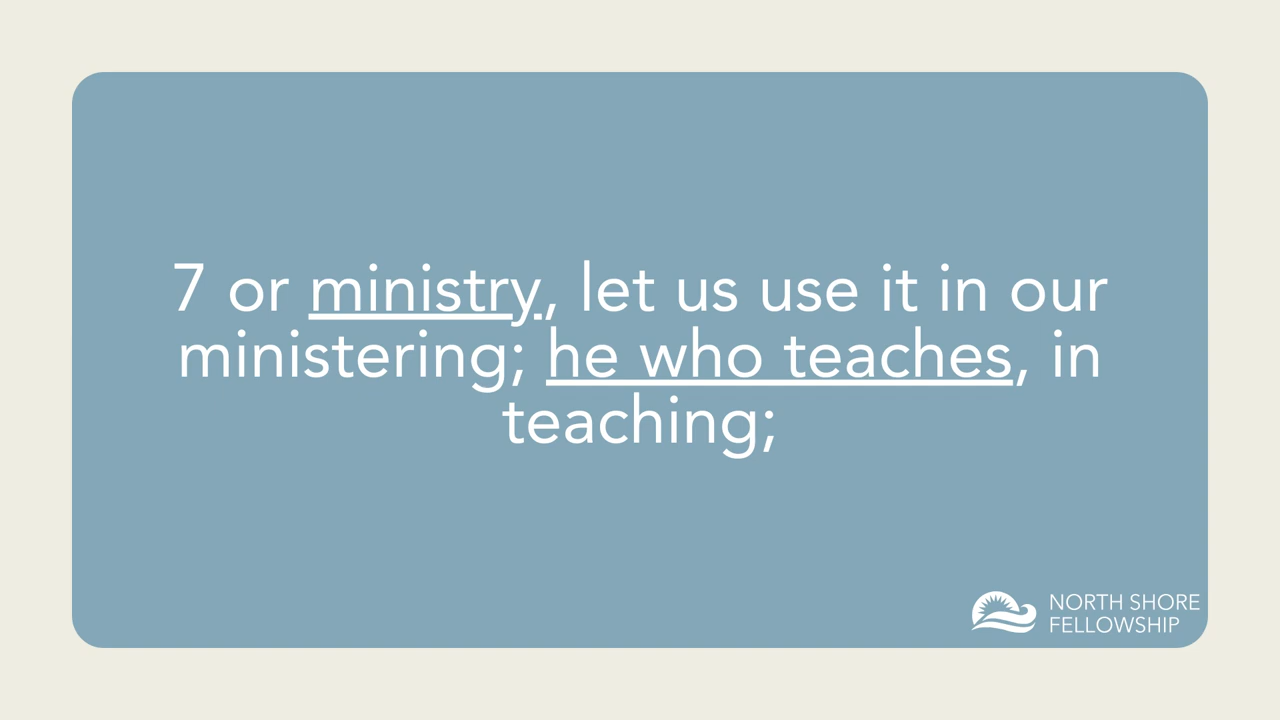 7 or ministry, let us use it in our
ministering; he who teaches, in
teaching;
NORTH SHORE
FELLOWSHIP